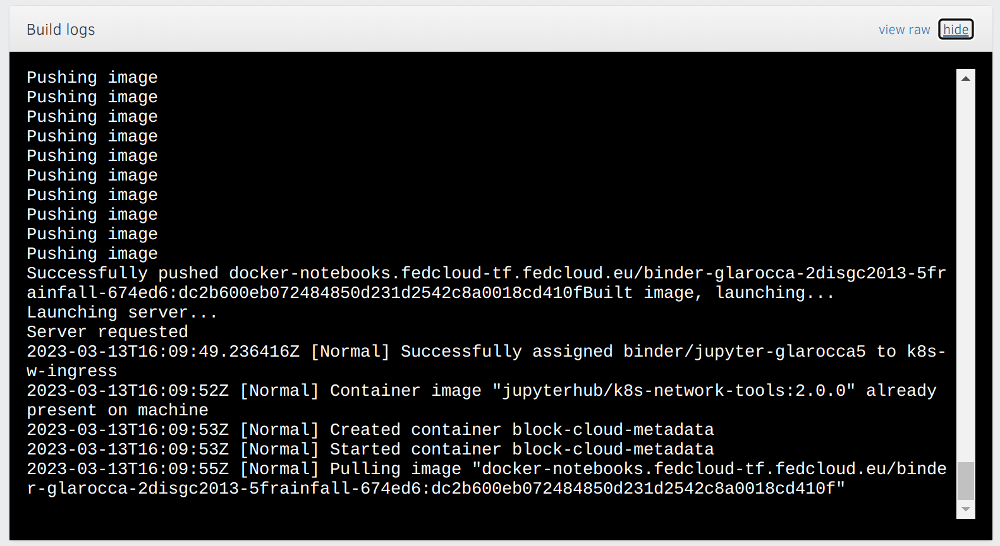 Build logs
view raw hide
Pushing image
Pushing image
Pushing image
Pushing image
Pushing image
Pushing image
Pushing image
Pushing image
Pushing image
Pushing image
Successfully pushed docker-notebooks.fedcloud-tf.fedcloud.eu/binder-glarocca-2disgc2013-5fr
ainfall-674ed6:dc2b600eb072484850d231d2542c8a0018cd410fBuilt image, launching...
Launching server...
Server requested
2023-03-13T16:09:49.236416Z [Normal] Successfully assigned binder/jupyter-glarocca5 to k8s-
w-ingress
2023-03-13T16:09:52Z [Normal] Container image "jupyterhub/k8s-network-tools:2.0.0" already
present on machine
2023-03-13T16:09:53Z [Normal] Created container block-cloud-metadata
2023-03-13T16:09:53Z [Normal] Started container block-cloud-metadata
2023-03-13T16:09:55Z [Normal] Pulling image "docker-notebooks.fedcloud-tf.fedcloud.eu/binde
r-glarocca-2disgc2013-5frainfall-674ed6:dc2b600eb072484850d231d2542c8a0018cd410f"